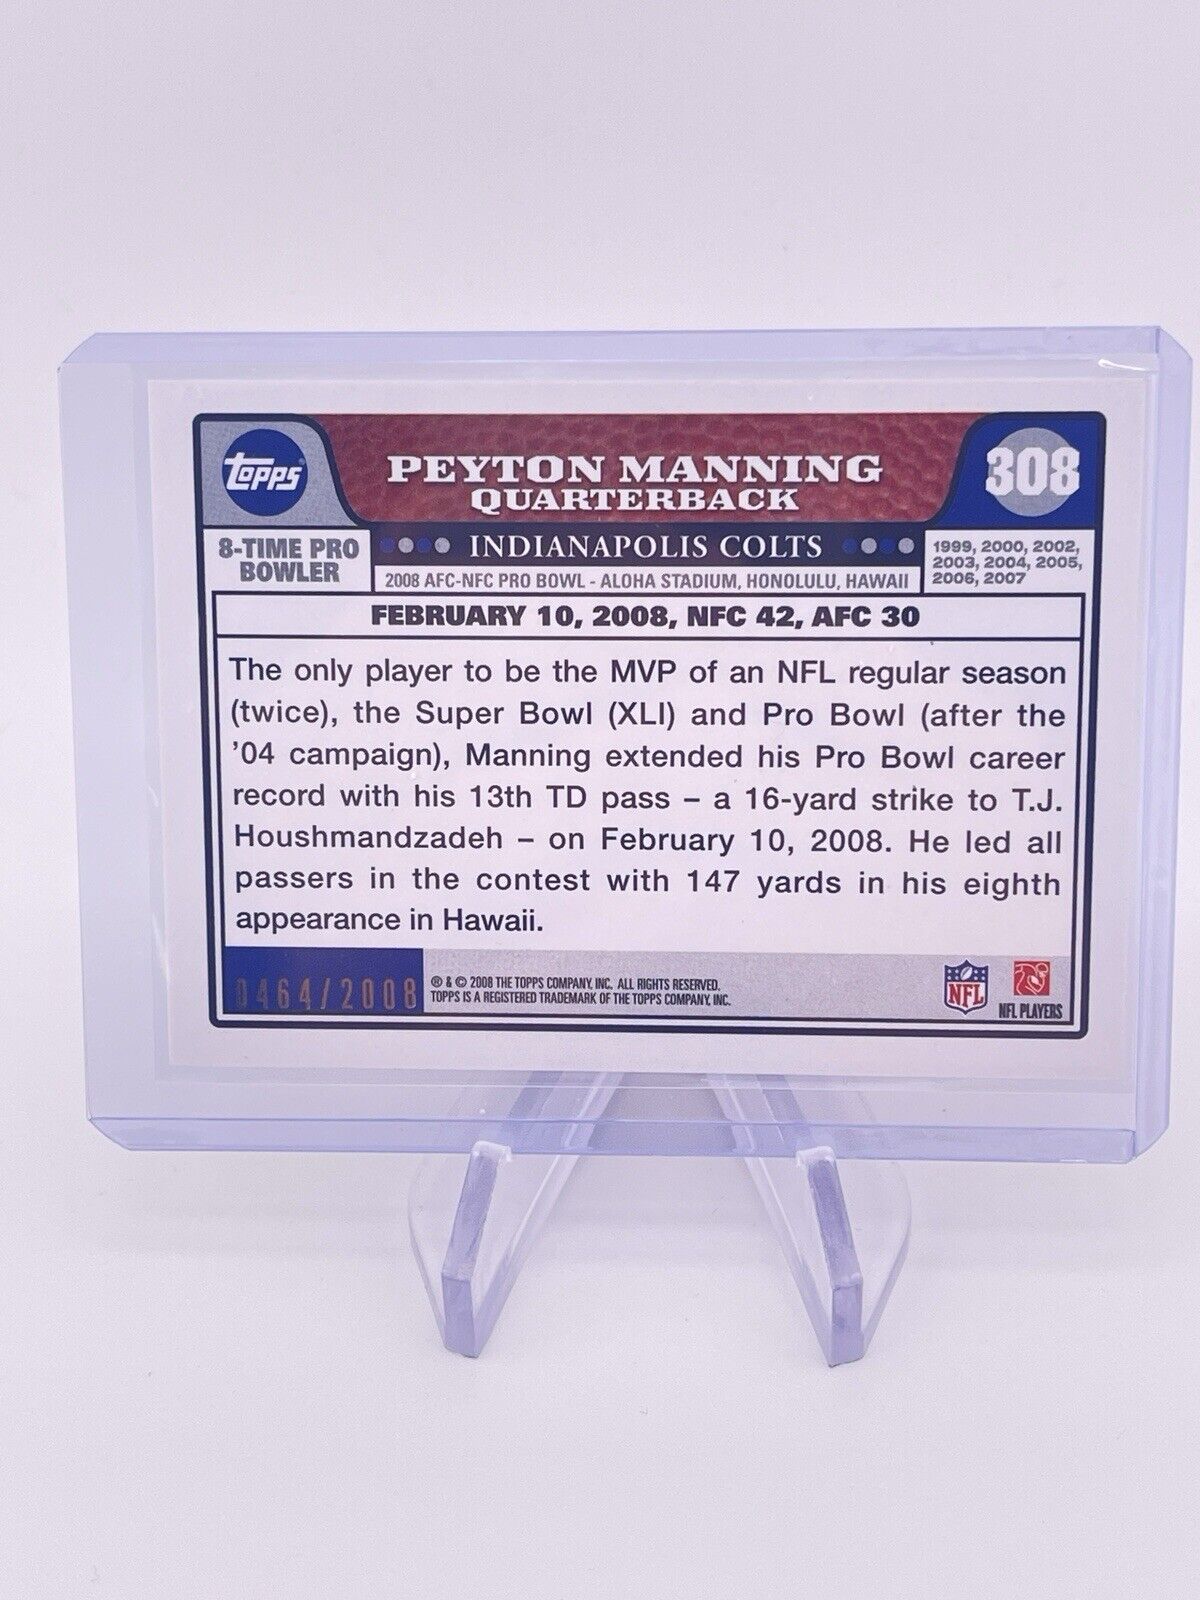 topps
PEYTON MANNING
QUARTERBACK
308
8-TIME PRO
BOWLER
INDIANAPOLIS COLTS
1999, 2000, 2002,
2003, 2004, 2005,
2006, 2007
2008 AFC-NFC PRO BOWL - ALOHA STADIUM, HONOLULU, HAWAII
FEBRUARY 10, 2008, NFC 42, AFC 30
The only player to be the MVP of an NFL regular season
(twice), the Super Bowl (XLI) and Pro Bowl (after the
'04 campaign), Manning extended his Pro Bowl career
record with his 13th TD pass – a 16-yard strike to T.J.
Houshmandzadeh – on February 10, 2008. He led all
passers in the contest with 147 yards in his eighth
appearance in Hawaii.
0464/2008
® & © 2008 THE TOPPS COMPANY, INC. ALL RIGHTS RESERVED.
TOPPS IS A REGISTERED TRADEMARK OF THE TOPPS COMPANY, INC.
NFL
NFL PLAYERS